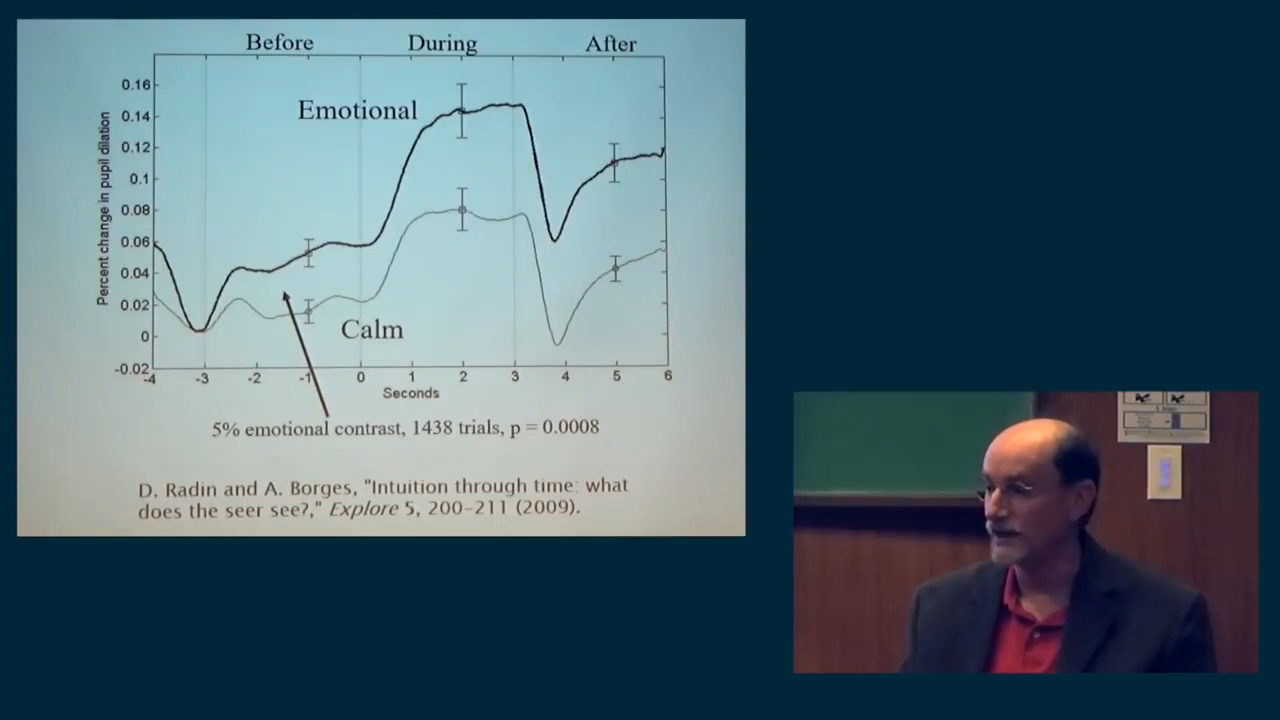 Before During After
0.16
Emotional
0.14
0.12
0.1
0.08
0.06
0.04
0.02
Calm
0
-0.02
Percent change in pupil dilation
-4 -3 -2 -1 0 1 2 3 4 5 6
Seconds
5% emotional contrast, 1438 trials, p = 0.0008
D. Radin and A. Borges, "Intuition through time: what
does the seer see?," Explore 5, 200-211 (2009).